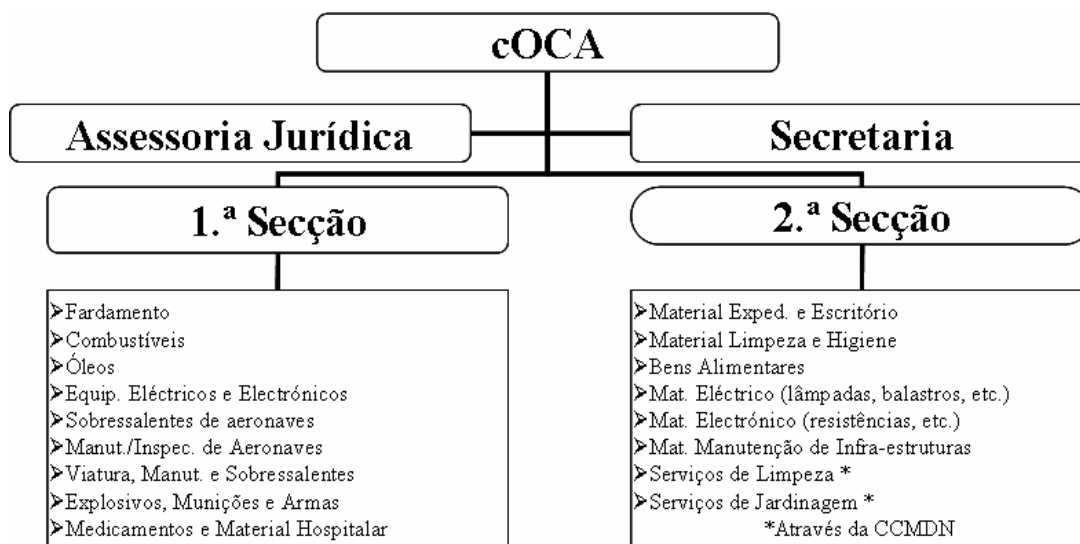 cOCA
Assessoria Jurídica
Secretaria
1.ª Secção
2.ª Secção
➢Fardamento
➢Combustíveis
➢Óleos
➢Equip. Eléctricos e Electrónicos
➢Sobressalentes de aeronaves
➢Manut./Inspec. de Aeronaves
➢Viatura, Manut. e Sobressalentes
➢Explosivos, Munições e Armas
➢Medicamentos e Material Hospitalar
➢Material Exped. e Escritório
➢Material Limpeza e Higiene
➢Bens Alimentares
➢Mat. Eléctrico (lâmpadas, balastros, etc.)
➢Mat. Electrónico (resistências, etc.)
➢Mat. Manutenção de Infra-estruturas
➢Serviços de Limpeza *
➢Serviços de Jardinagem *
*Através da CCMDN